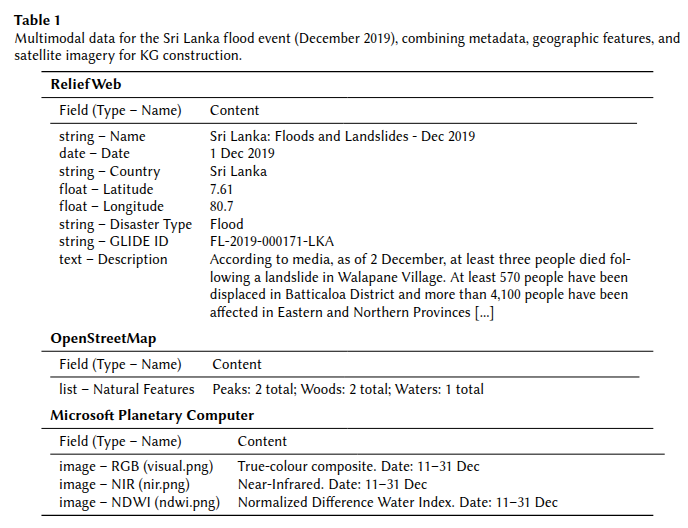 Table 1
Multimodal data for the Sri Lanka flood event (December 2019), combining metadata, geographic features, and
satellite imagery for KG construction.
ReliefWeb
Field (Type – Name) Content
string – Name Sri Lanka: Floods and Landslides - Dec 2019
date – Date 1 Dec 2019
string – Country Sri Lanka
float – Latitude 7.61
float – Longitude 80.7
string – Disaster Type Flood
string – GLIDE ID FL-2019-000171-LKA
text – Description According to media, as of 2 December, at least three people died fol-
lowing a landslide in Walapane Village. At least 570 people have been
displaced in Batticaloa District and more than 4,100 people have been
affected in Eastern and Northern Provinces [...]
OpenStreetMap
Field (Type – Name) Content
list – Natural Features Peaks: 2 total; Woods: 2 total; Waters: 1 total
Microsoft Planetary Computer
Field (Type – Name) Content
image – RGB (visual.png) True-colour composite. Date: 11–31 Dec
image – NIR (nir.png) Near-Infrared. Date: 11–31 Dec
image – NDWI (ndwi.png) Normalized Difference Water Index. Date: 11–31 Dec